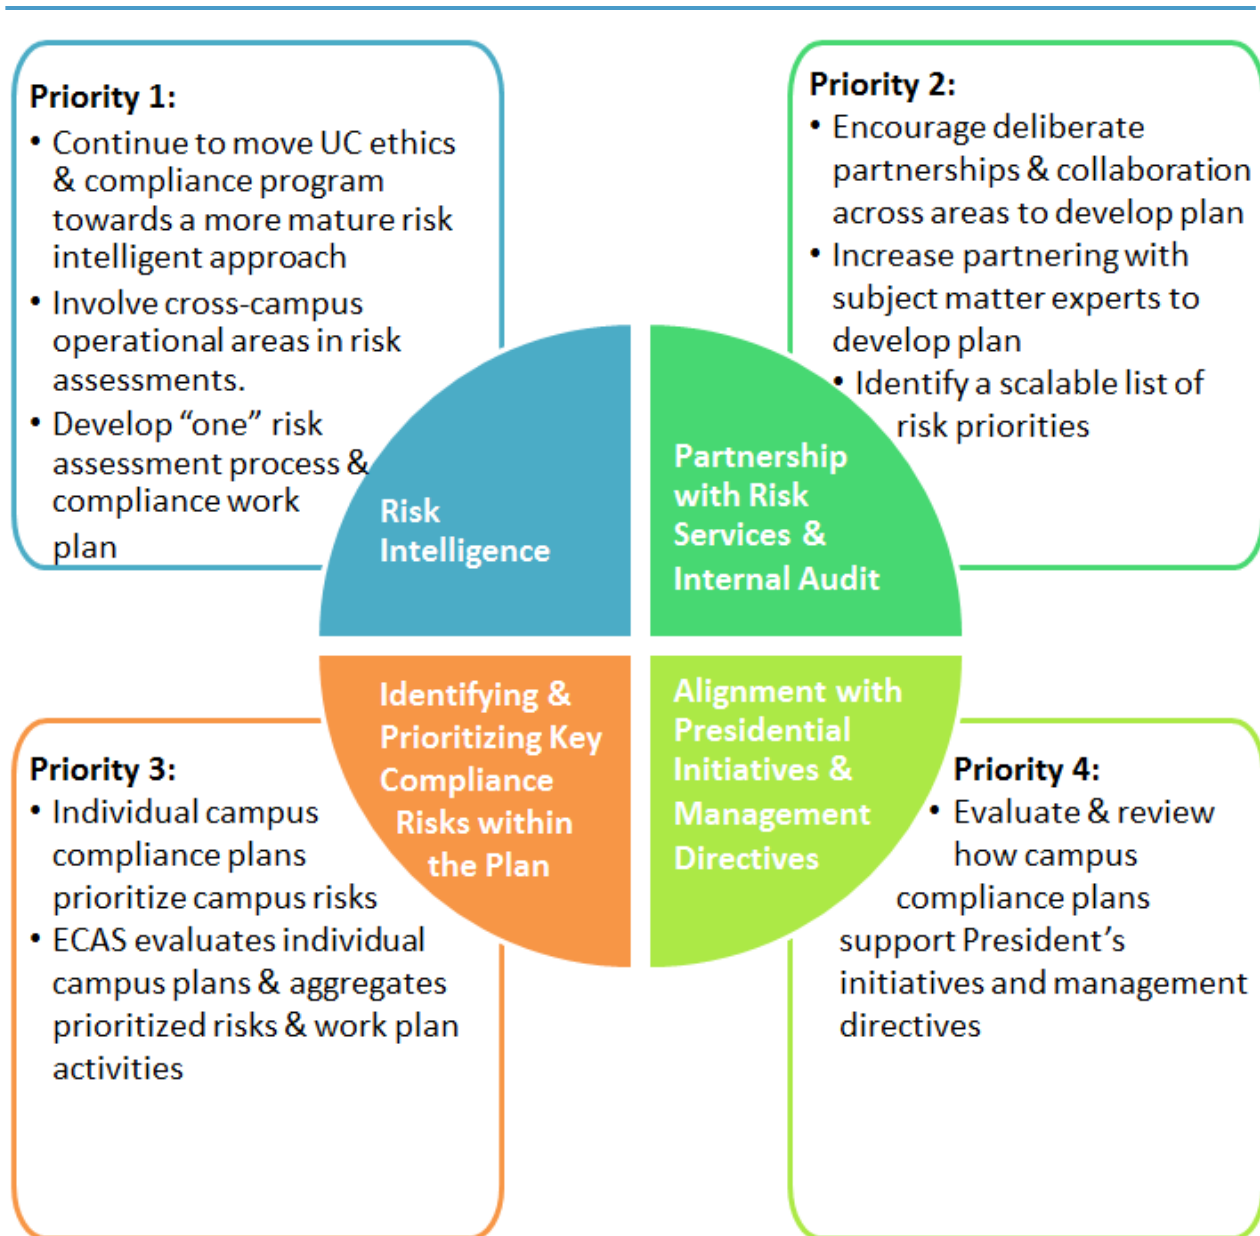 Priority 1:
• Continue to move UC ethics
& compliance program
towards a more mature risk
intelligent approach
• Involve cross-campus
operational areas in risk
assessments.
• Develop “one” risk
assessment process &
compliance work
plan
Priority 2:
• Encourage deliberate
partnerships & collaboration
across areas to develop plan
• Increase partnering with
subject matter experts to
develop plan
• Identify a scalable list of
risk priorities
Risk
Intelligence
Partnership
with Risk
Services &
Internal Audit
Identifying &
Prioritizing Key
Compliance
Risks within
the Plan
Alignment with
Presidential
Initiatives &
Management
Directives
Priority 3:
• Individual campus
compliance plans
prioritize campus risks
• ECAS evaluates individual
campus plans & aggregates
prioritized risks & work plan
activities
Priority 4:
• Evaluate & review
how campus
compliance plans
support President’s
initiatives and management
directives